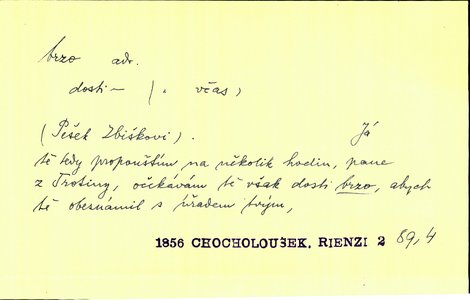 brzo adv.
dosti ~ (= včas)
(Pešek Zbiškovi). Já
tě tedy propouštím na několik hodin, pane
z Trotiny, očekávám tě však dosti brzo, abych
tě obeznámil s úřadem tvým,
1856 CHOCHOLOUŠEK, RIENZI 2 89,4